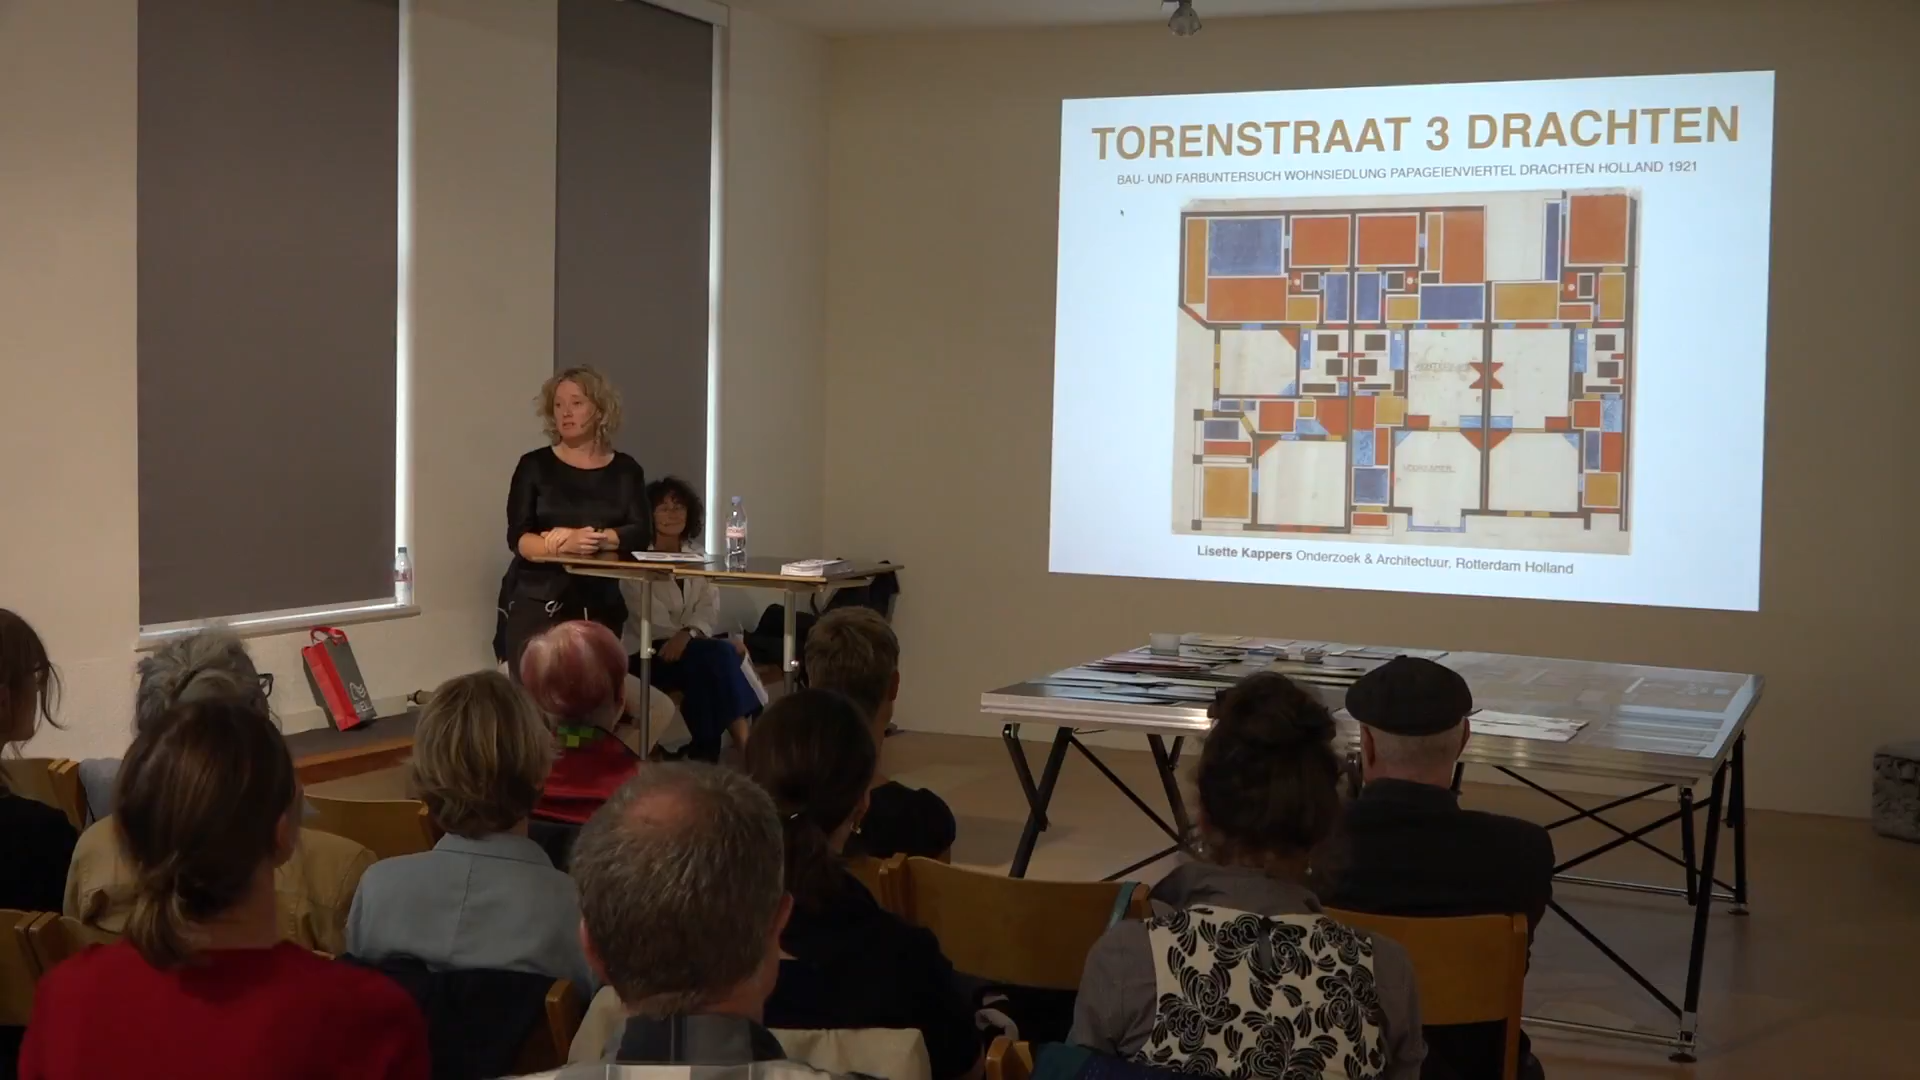 TORENSTRAAT 3 DRACHTEN
BAU- UND FARBUNTERSUCH WOHNSIEDLUNG PAPAGEIENVIERTEL DRACHTEN HOLLAND 1921
Lisette Kappers Onderzoek & Architectuur, Rotterdam Holland